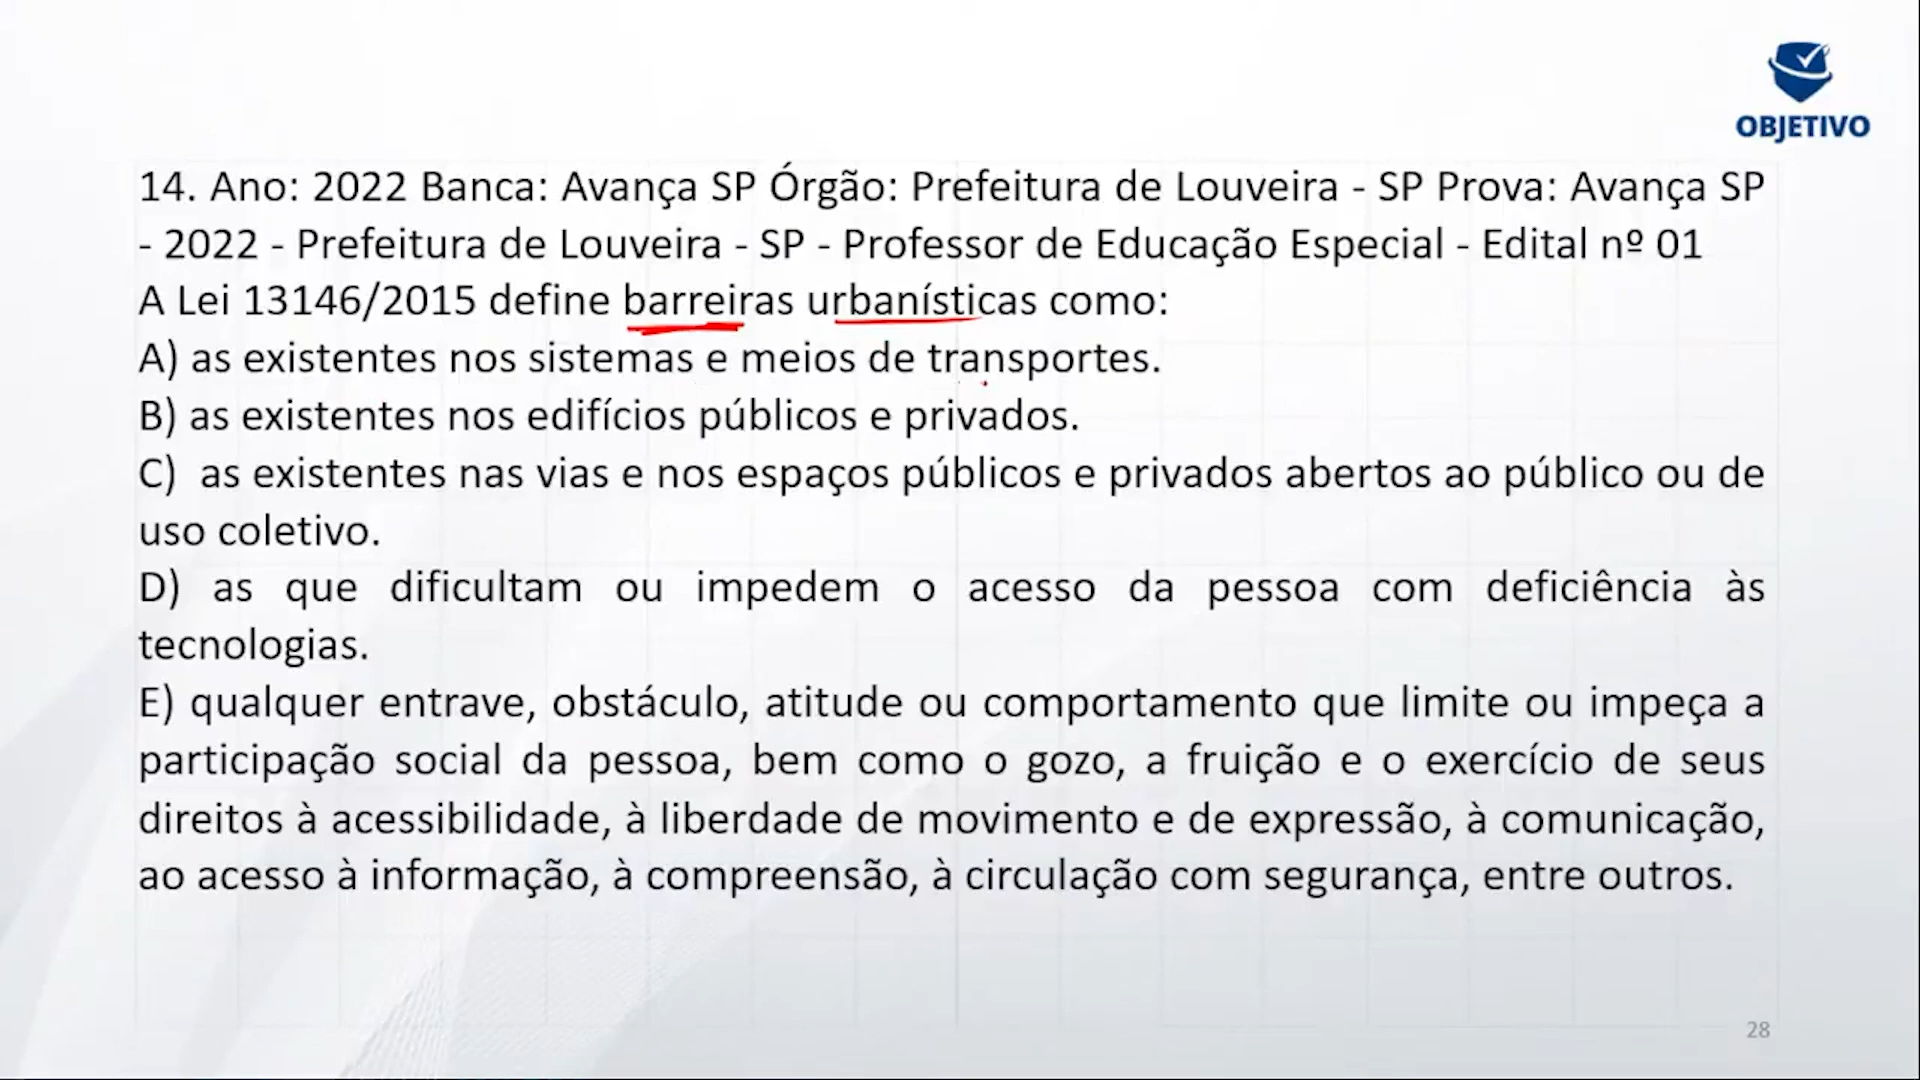 OBJETIVO
14. Ano: 2022 Banca: Avança SP Órgão: Prefeitura de Louveira - SP Prova: Avança SP
- 2022 - Prefeitura de Louveira - SP - Professor de Educação Especial - Edital nº 01
A Lei 13146/2015 define barreiras urbanísticas como:
A) as existentes nos sistemas e meios de transportes.
B) as existentes nos edifícios públicos e privados.
C) as existentes nas vias e nos espaços públicos e privados abertos ao público ou de
uso coletivo.
D) as que dificultam ou impedem o acesso da pessoa com deficiência às
tecnologias.
E) qualquer entrave, obstáculo, atitude ou comportamento que limite ou impeça a
participação social da pessoa, bem como o gozo, a fruição e o exercício de seus
direitos à acessibilidade, à liberdade de movimento e de expressão, à comunicação,
ao acesso à informação, à compreensão, à circulação com segurança, entre outros.
28